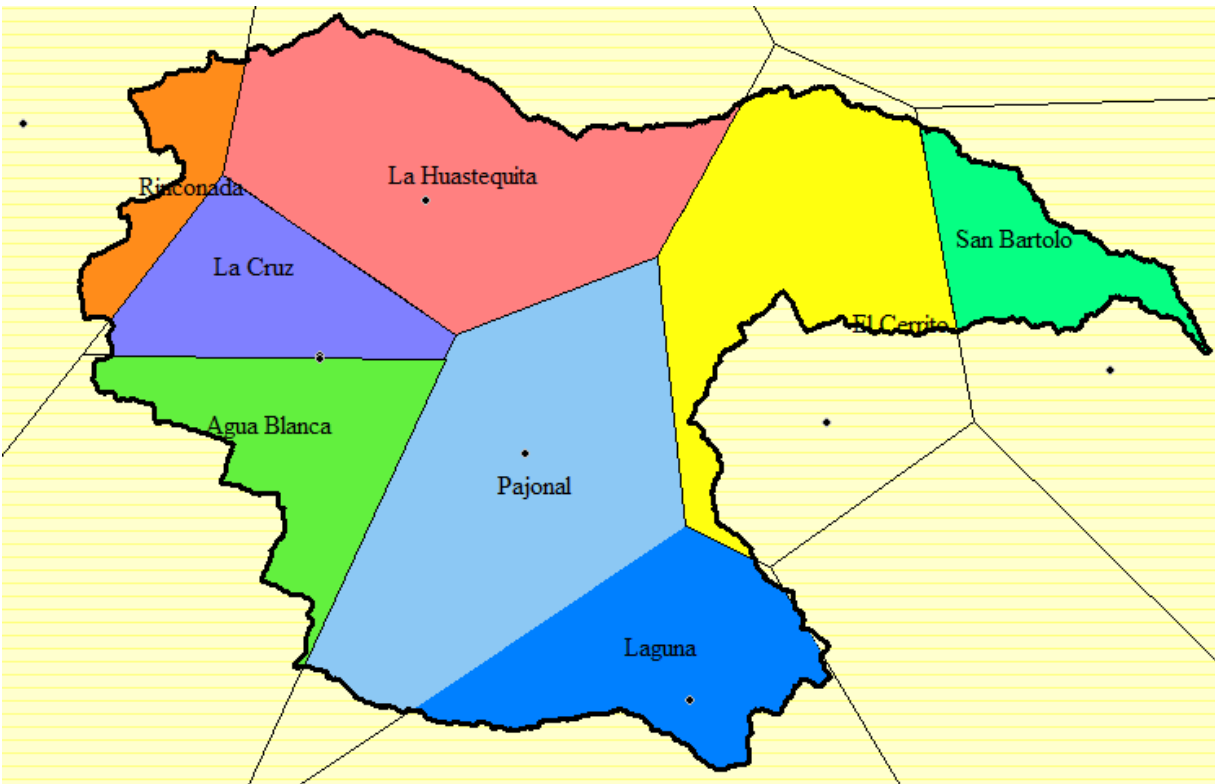 La Huastequita
Rinconada
San Bartolo
La Cruz
El Cerrito
Agua Blanca
Pajonal
Laguna